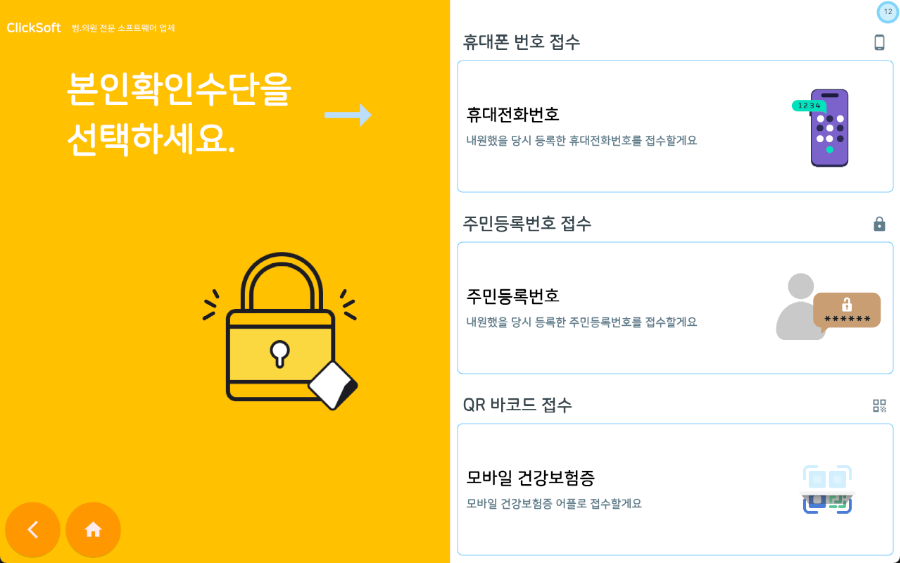 ClickSoft 병.의원 전문 소프트웨어 업체
본인확인수단을
선택하세요.
12
휴대폰 번호 접수
휴대전화번호
내원했을 당시 등록한 휴대전화번호를 접수할게요
1234
주민등록번호 접수
주민등록번호
내원했을 당시 등록한 주민등록번호를 접수할게요
******
QR 바코드 접수
모바일 건강보험증
모바일 건강보험증 어플로 접수할게요